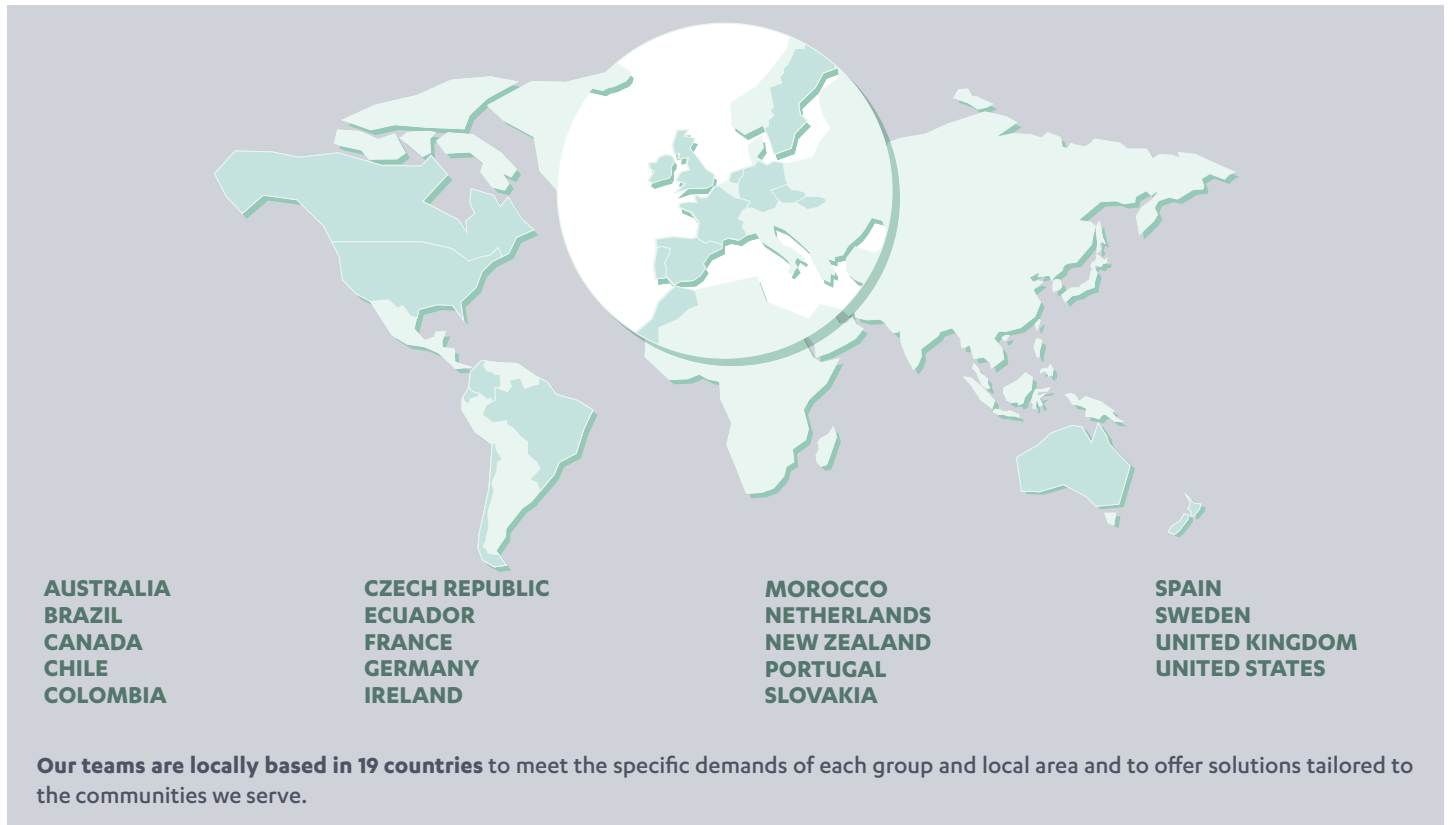 AUSTRALIA
BRAZIL
CANADA
CHILE
COLOMBIA
CZECH REPUBLIC
ECUADOR
FRANCE
GERMANY
IRELAND
MOROCCO
NETHERLANDS
NEW ZEALAND
PORTUGAL
SLOVAKIA
SPAIN
SWEDEN
UNITED KINGDOM
UNITED STATES
Our teams are locally based in 19 countries to meet the specific demands of each group and local area and to offer solutions tailored to
the communities we serve.